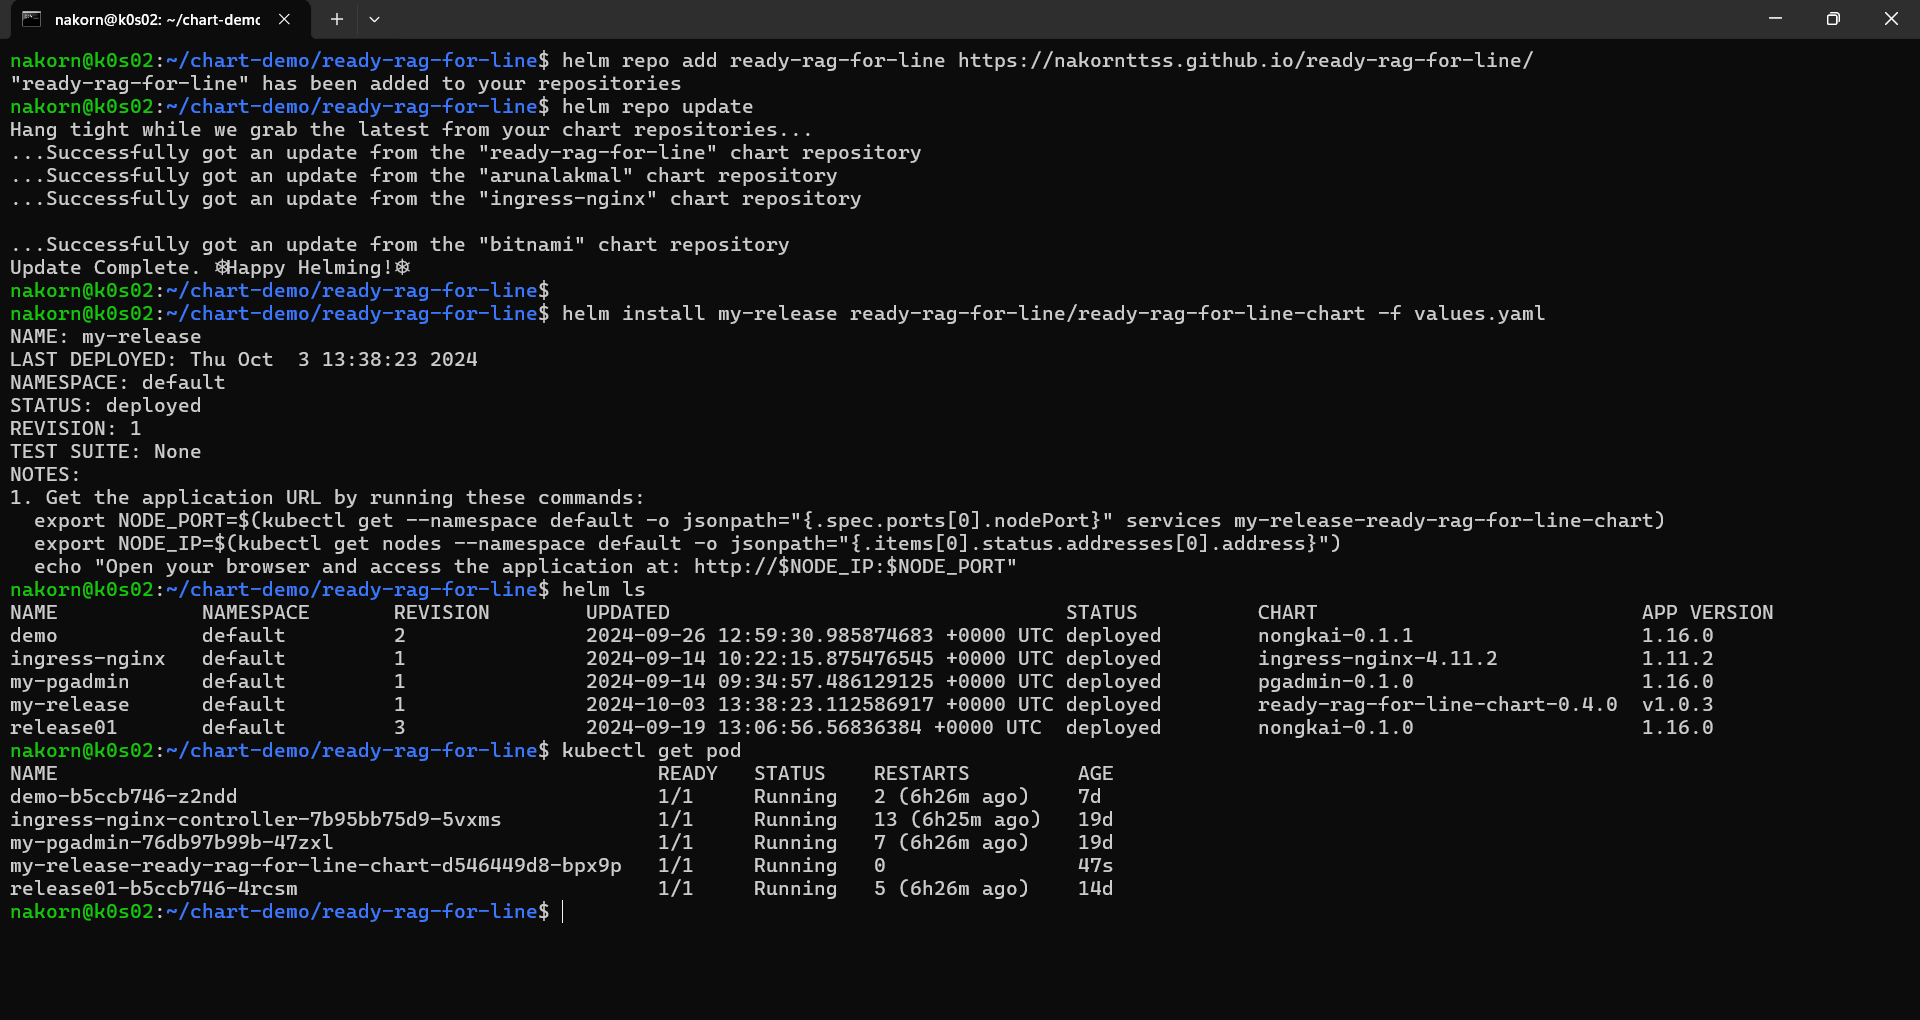 nakorn@k0s02: ~/chart-demo
nakorn@k0s02:~/chart-demo/ready-rag-for-line$ helm repo add ready-rag-for-line https://nakornttss.github.io/ready-rag-for-line/
"ready-rag-for-line" has been added to your repositories
nakorn@k0s02:~/chart-demo/ready-rag-for-line$ helm repo update
Hang tight while we grab the latest from your chart repositories...
...Successfully got an update from the "ready-rag-for-line" chart repository
...Successfully got an update from the "arunalakmal" chart repository
...Successfully got an update from the "ingress-nginx" chart repository
...Successfully got an update from the "bitnami" chart repository
Update Complete. ⎈Happy Helming!⎈
nakorn@k0s02:~/chart-demo/ready-rag-for-line$
nakorn@k0s02:~/chart-demo/ready-rag-for-line$ helm install my-release ready-rag-for-line/ready-rag-for-line-chart -f values.yaml
NAME: my-release
LAST DEPLOYED: Thu Oct  3 13:38:23 2024
NAMESPACE: default
STATUS: deployed
REVISION: 1
TEST SUITE: None
NOTES:
1. Get the application URL by running these commands:
  export NODE_PORT=$(kubectl get --namespace default -o jsonpath="{.spec.ports[0].nodePort}" services my-release-ready-rag-for-line-chart)
  export NODE_IP=$(kubectl get nodes --namespace default -o jsonpath="{.items[0].status.addresses[0].address}")
  echo "Open your browser and access the application at: http://$NODE_IP:$NODE_PORT"
nakorn@k0s02:~/chart-demo/ready-rag-for-line$ helm ls
NAME            NAMESPACE       REVISION        UPDATED                                 STATUS          CHART                           APP VERSION
demo            default         2               2024-09-26 12:59:30.985874683 +0000 UTC deployed        nongkai-0.1.1                   1.16.0
ingress-nginx   default         1               2024-09-14 10:22:15.875476545 +0000 UTC deployed        ingress-nginx-4.11.2            1.11.2
my-pgadmin      default         1               2024-09-14 09:34:57.486129125 +0000 UTC deployed        pgadmin-0.1.0                   1.16.0
my-release      default         1               2024-10-03 13:38:23.112586917 +0000 UTC deployed        ready-rag-for-line-chart-0.4.0  v1.0.3
release01       default         3               2024-09-19 13:06:56.56836384 +0000 UTC  deployed        nongkai-0.1.0                   1.16.0
nakorn@k0s02:~/chart-demo/ready-rag-for-line$ kubectl get pod
NAME                                                  READY   STATUS    RESTARTS         AGE
demo-b5ccb746-z2ndd                                   1/1     Running   2 (6h26m ago)    7d
ingress-nginx-controller-7b95bb75d9-5vxms             1/1     Running   13 (6h25m ago)   19d
my-pgadmin-76db97b99b-47zxl                           1/1     Running   7 (6h26m ago)    19d
my-release-ready-rag-for-line-chart-d546449d8-bpx9p   1/1     Running   0                47s
release01-b5ccb746-4rcsm                              1/1     Running   5 (6h26m ago)    14d
nakorn@k0s02:~/chart-demo/ready-rag-for-line$